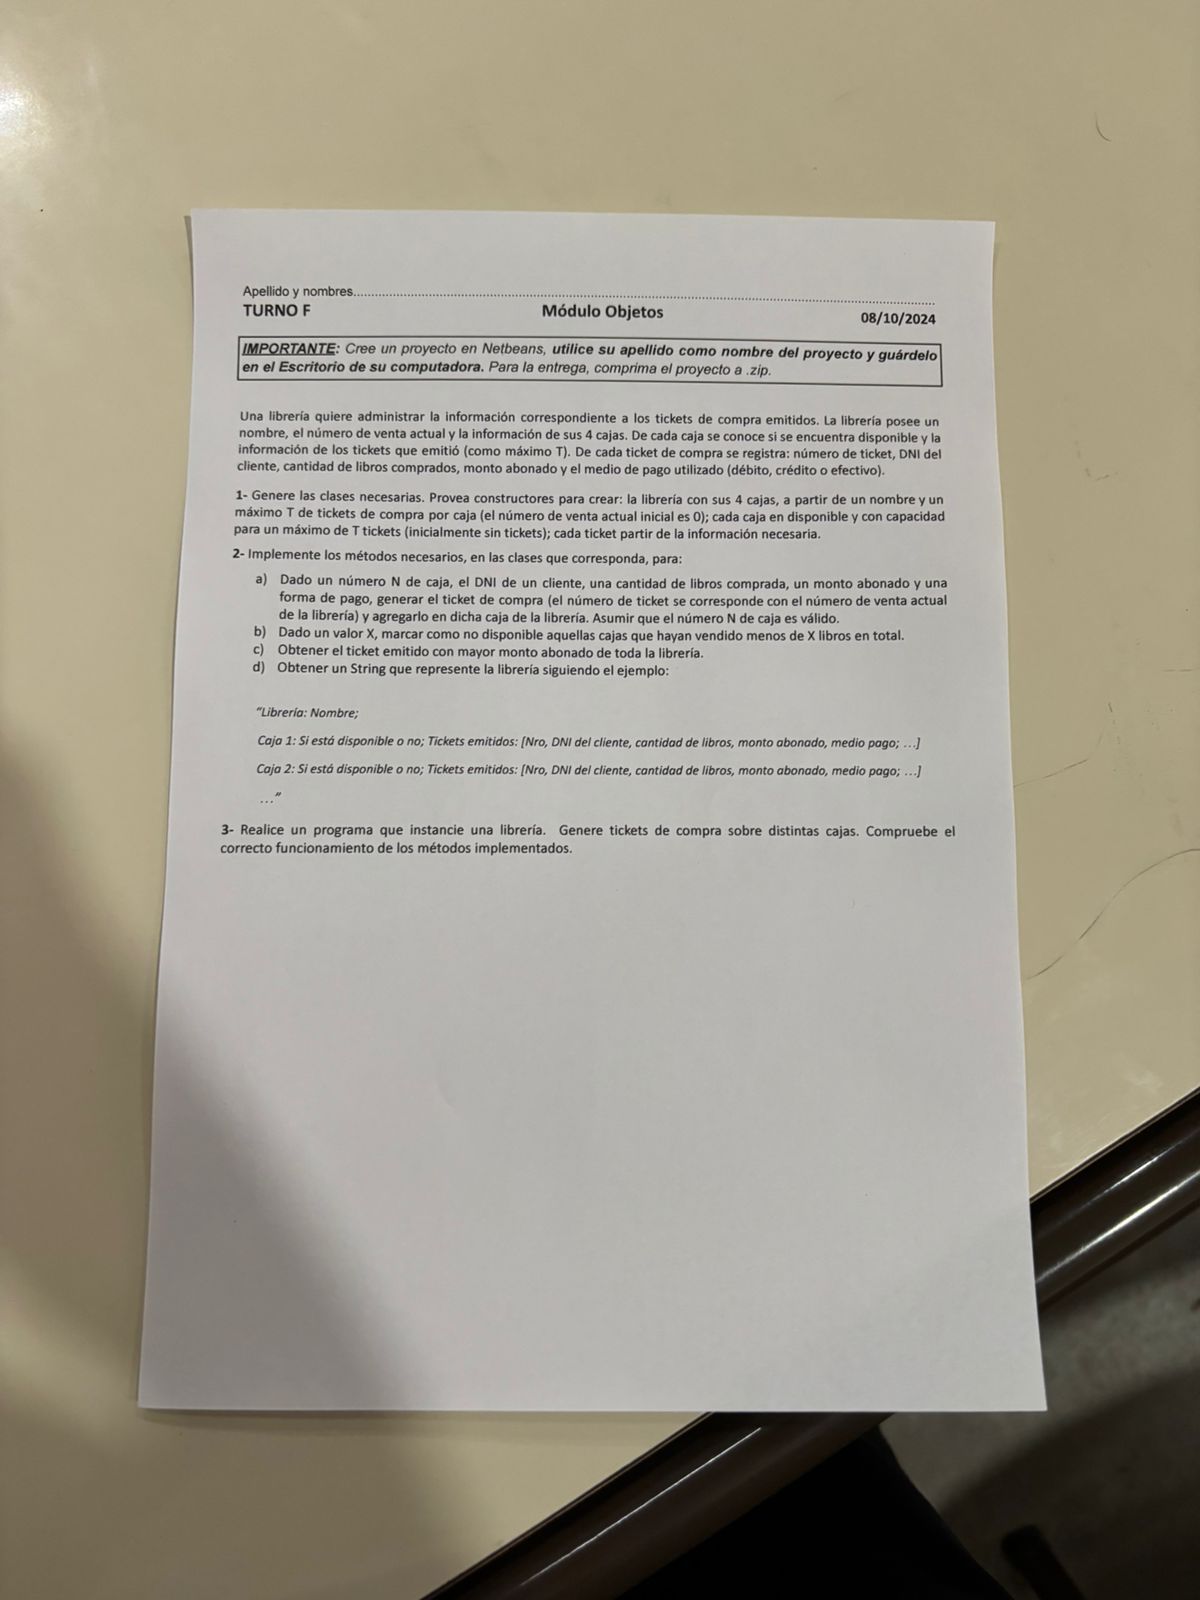 Apellido y nombres....................................................................................................
TURNO F Módulo Objetos 08/10/2024
IMPORTANTE: Cree un proyecto en Netbeans, utilice su apellido como nombre del proyecto y guárdelo
en el Escritorio de su computadora. Para la entrega, comprima el proyecto a .zip.
Una librería quiere administrar la información correspondiente a los tickets de compra emitidos. La librería posee un
nombre, el número de venta actual y la información de sus 4 cajas. De cada caja se conoce si se encuentra disponible y la
información de los tickets que emitió (como máximo T). De cada ticket de compra se registra: número de ticket, DNI del
cliente, cantidad de libros comprados, monto abonado y el medio de pago utilizado (débito, crédito o efectivo).
1- Genere las clases necesarias. Provea constructores para crear: la librería con sus 4 cajas, a partir de un nombre y un
máximo T de tickets de compra por caja (el número de venta actual inicial es 0); cada caja en disponible y con capacidad
para un máximo de T tickets (inicialmente sin tickets); cada ticket partir de la información necesaria.
2- Implemente los métodos necesarios, en las clases que corresponda, para:
a) Dado un número N de caja, el DNI de un cliente, una cantidad de libros comprada, un monto abonado y una
forma de pago, generar el ticket de compra (el número de ticket se corresponde con el número de venta actual
de la librería) y agregarlo en dicha caja de la librería. Asumir que el número N de caja es válido.
b) Dado un valor X, marcar como no disponible aquellas cajas que hayan vendido menos de X libros en total.
c) Obtener el ticket emitido con mayor monto abonado de toda la librería.
d) Obtener un String que represente la librería siguiendo el ejemplo:
“Librería: Nombre;
Caja 1: Si está disponible o no; Tickets emitidos: [Nro, DNI del cliente, cantidad de libros, monto abonado, medio pago; ...]
Caja 2: Si está disponible o no; Tickets emitidos: [Nro, DNI del cliente, cantidad de libros, monto abonado, medio pago; ...]
...”
3- Realice un programa que instancie una librería. Genere tickets de compra sobre distintas cajas. Compruebe el
correcto funcionamiento de los métodos implementados.